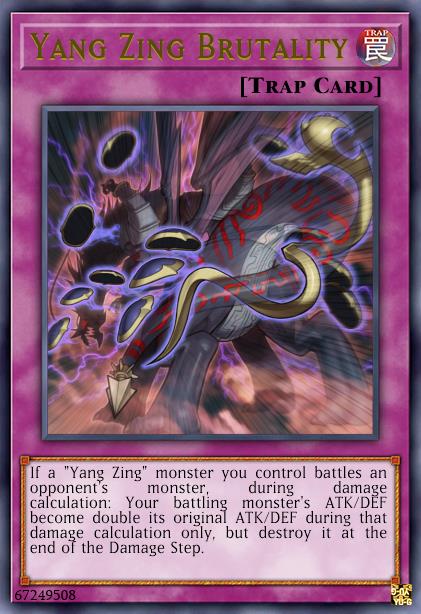 Yang Zing Brutality
TRAP
罠
[Trap Card]
If a "Yang Zing" monster you control battles an
opponent's monster, during damage
calculation: Your battling monster's ATK/DEF
become double its original ATK/DEF during that
damage calculation only, but destroy it at the
end of the Damage Step.
67249508